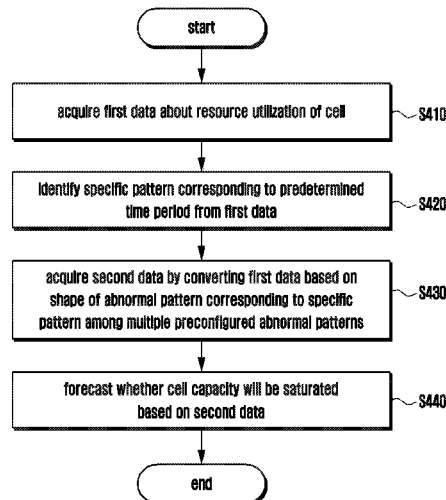 start
acquire first data about resource utilization of cell
S410
identify specific pattern corresponding to predetermined
time period from first data
S420
acquire second data by converting first data based on
shape of abnormal pattern corresponding to specific
pattern among multiple preconfigured abnormal patterns
S430
forecast whether cell capacity will be saturated
based on second data
S440
end